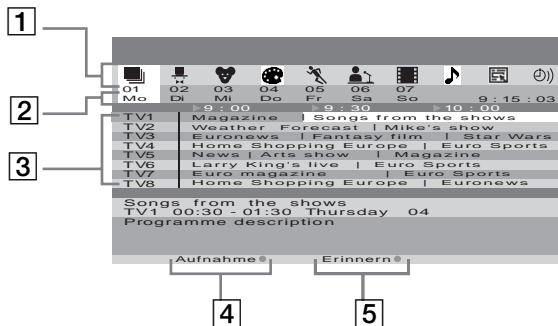 1
01 02 03 04 05 06 07
2
Mo Di Mi Do Fr Sa So 9 : 15 : 03
9 : 00 9 : 30 10 : 00
TV1 Magazine | Songs from the shows
TV2 Weather Forecast | Mike's show
TV3 Euronews | Fantasy film | Star Wars
3
TV4 Home Shopping Europe | Euro Sports
TV5 News | Arts show | Magazine
TV6 Larry King's live | Euro Sports
TV7 Euro magazine | Euro Sports
TV8 Home Shopping Europe | Euronews
Songs from the shows
TV1 00:30 - 01:30 Thursday 04
Programme description
Aufnahme Erinnern
4 5